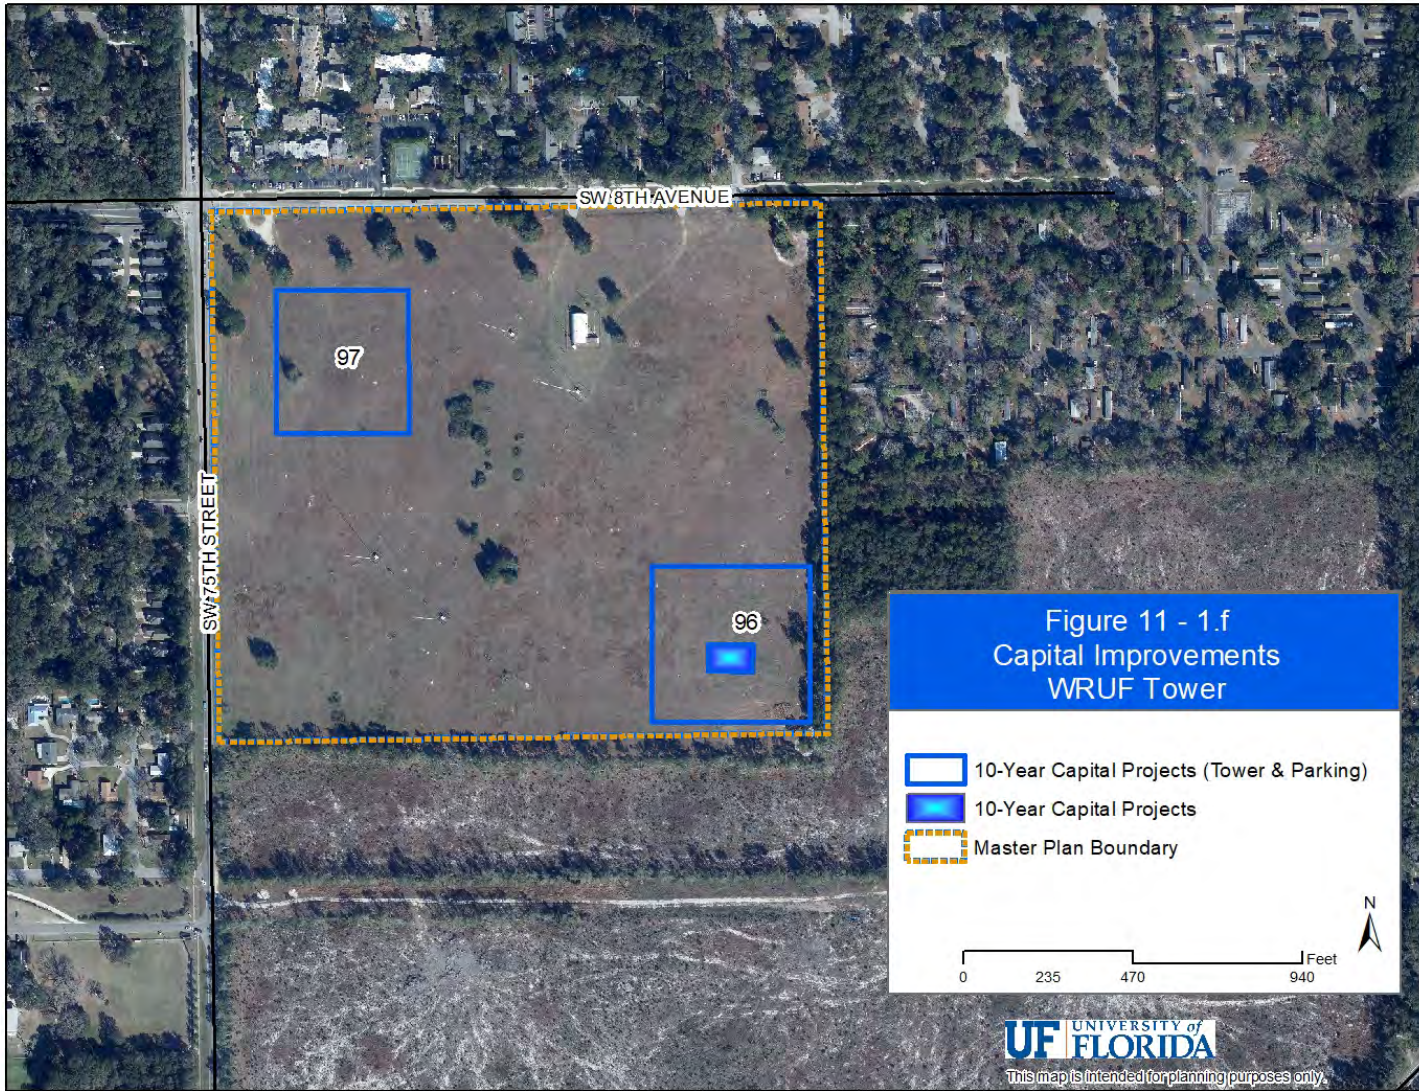 SW 8TH AVENUE
97
SW 75TH STREET
96
Figure 11 - 1.f
Capital Improvements
WRUF Tower
10-Year Capital Projects (Tower & Parking)
10-Year Capital Projects
Master Plan Boundary
N
Feet
0 235 470 940
UF UNIVERSITY of
FLORIDA
This map is intended for planning purposes only.